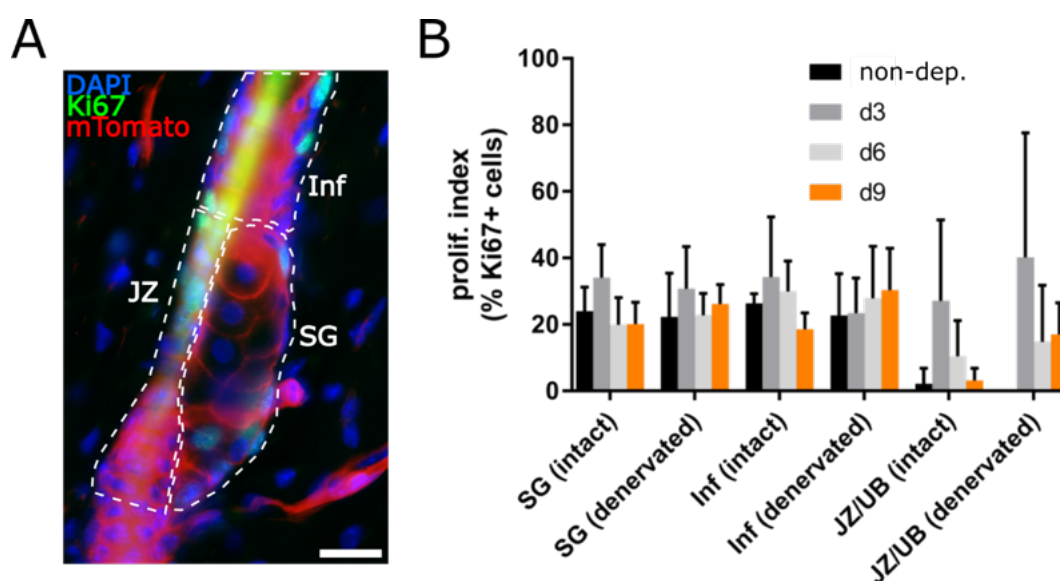 A
DAPI
Ki67
mTomato
Inf
JZ
SG
B
prolif. index
(% Ki67+ cells)
100
80
60
40
20
0
non-dep.
d3
d6
d9
SG (intact)
SG (denervated)
Inf (intact)
Inf (denervated)
JZ/UB (intact)
JZ/UB (denervated)